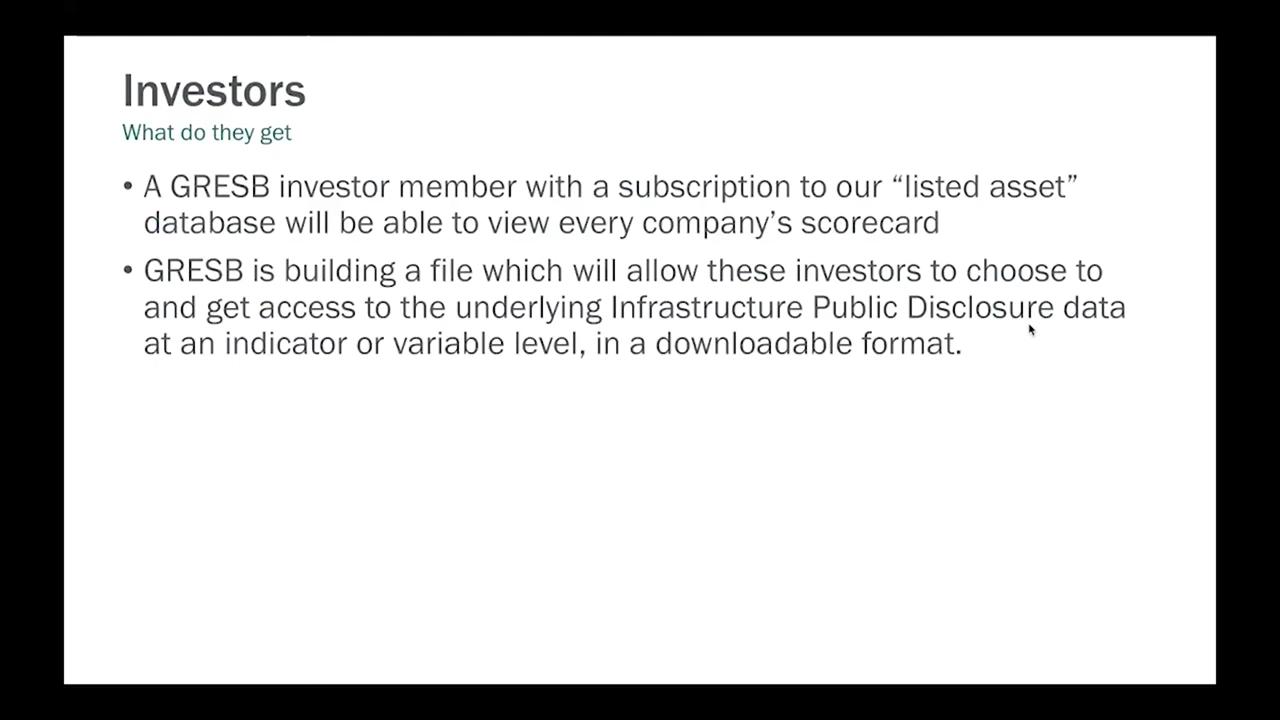 Investors
What do they get
• A GRESB investor member with a subscription to our “listed asset”
database will be able to view every company’s scorecard
• GRESB is building a file which will allow these investors to choose to
and get access to the underlying Infrastructure Public Disclosure data
at an indicator or variable level, in a downloadable format.